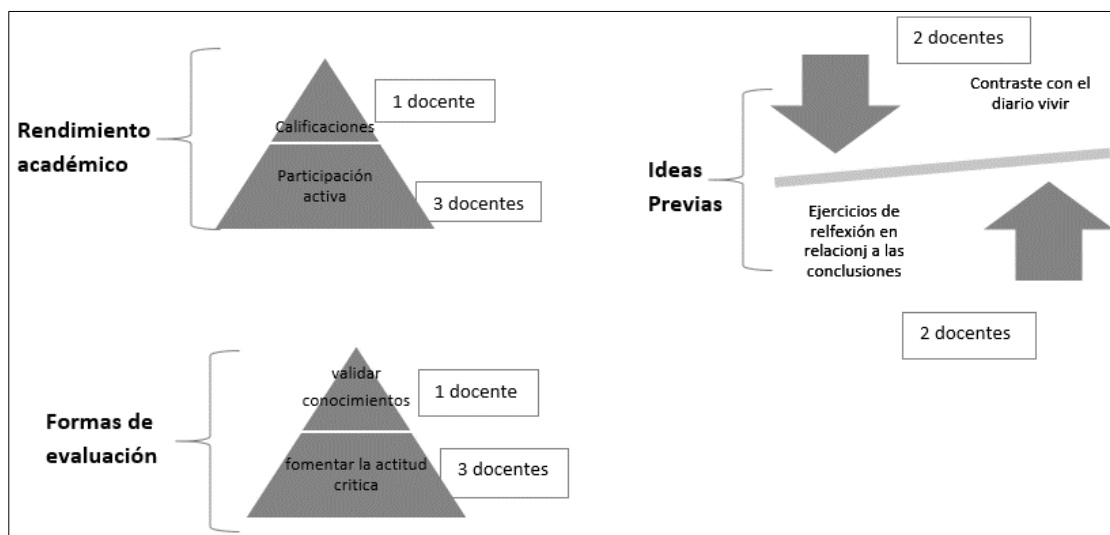 Rendimiento
académico
Calificaciones
1 docente
Participación
activa
3 docentes
2 docentes
Contraste con el
diario vivir
Ideas
Previas
Ejercicios de
relfexión en
relacionj a las
conclusiones
2 docentes
Formas de
evaluación
validar
conocimientos
1 docente
fomentar la actitud
critica
3 docentes